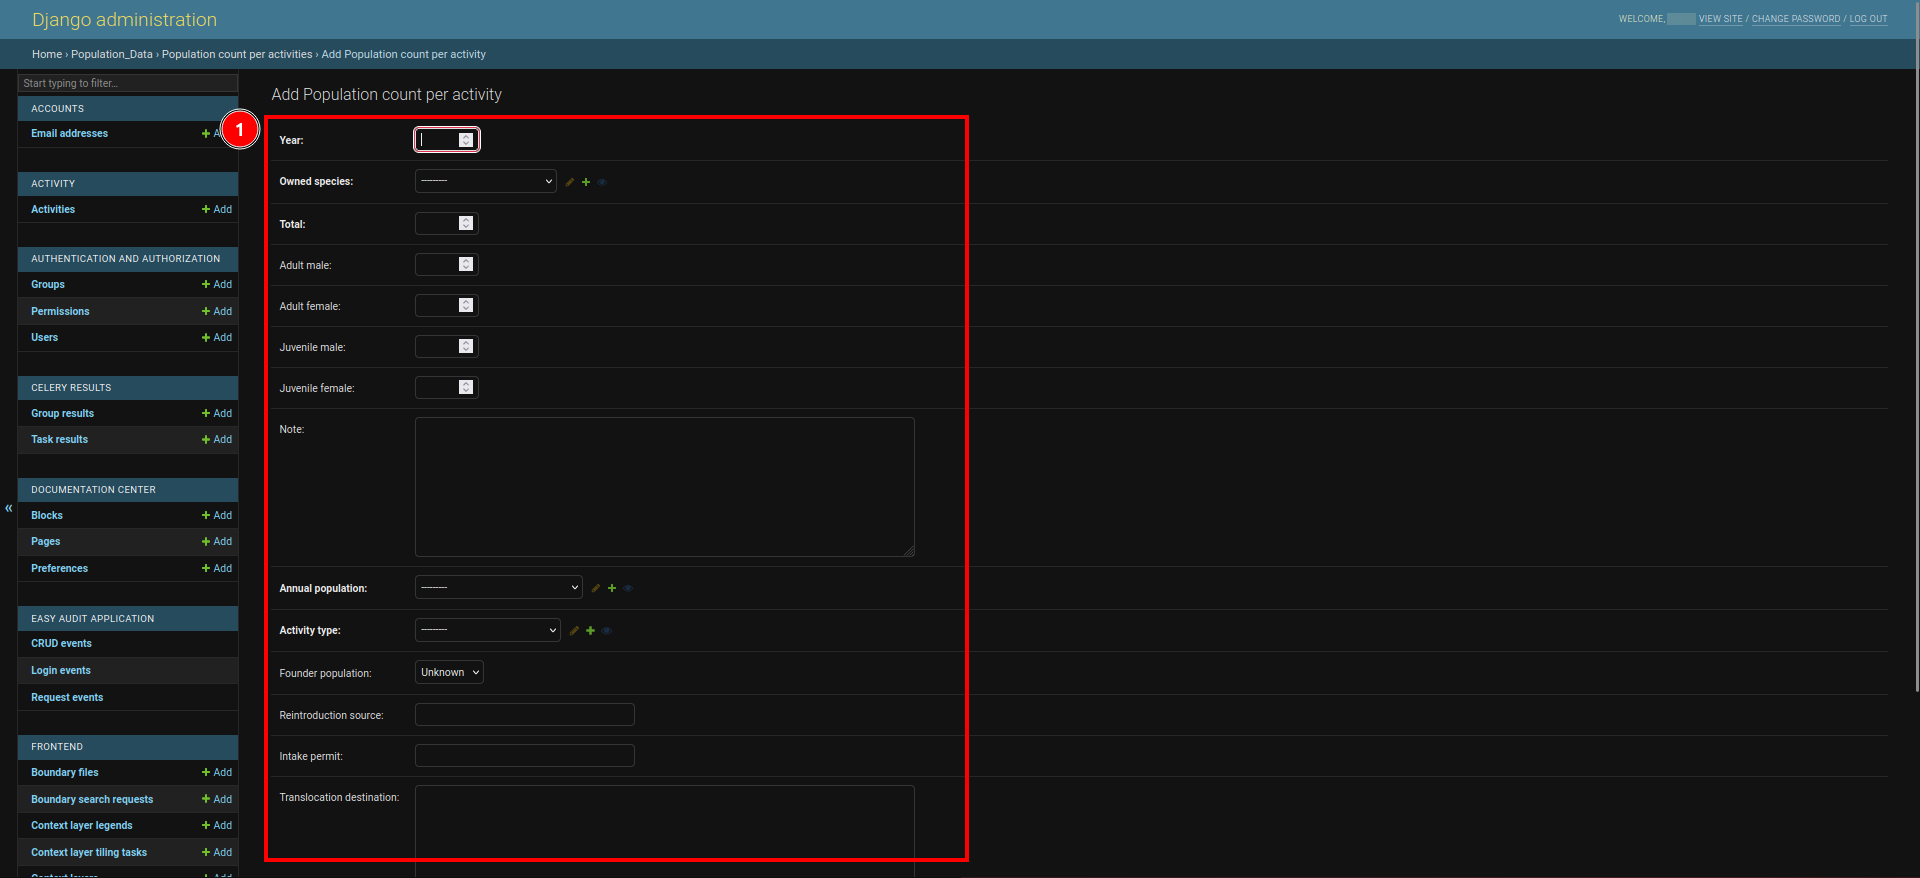 Django administration
WELCOME, VIEW SITE / CHANGE PASSWORD / LOG OUT
Home › Population_Data › Population count per activities › Add Population count per activity
Start typing to filter...
ACCOUNTS
Email addresses + A
ACTIVITY
Activities + Add
AUTHENTICATION AND AUTHORIZATION
Groups + Add
Permissions + Add
Users + Add
CELERY RESULTS
Group results + Add
Task results + Add
DOCUMENTATION CENTER
Blocks + Add
Pages + Add
Preferences + Add
EASY AUDIT APPLICATION
CRUD events
Login events
Request events
FRONTEND
Boundary files + Add
Boundary search requests + Add
Context layer legends + Add
Context layer tiling tasks + Add
Context layers + Add
«
1
Add Population count per activity
Year:
Owned species: ---------
Total:
Adult male:
Adult female:
Juvenile male:
Juvenile female:
Note:
Annual population: ---------
Activity type: ---------
Founder population: Unknown
Reintroduction source:
Intake permit:
Translocation destination: